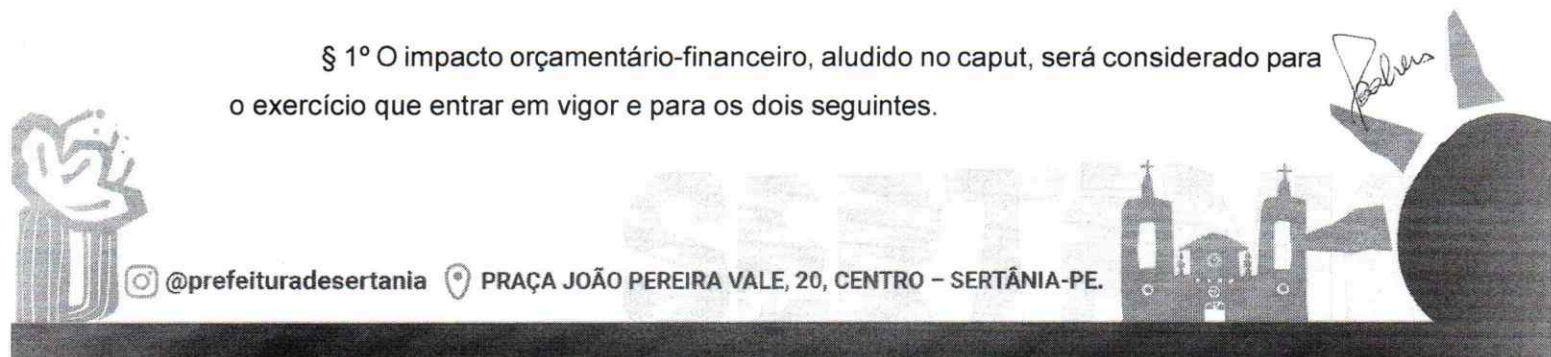 § 1º O impacto orçamentário-financeiro, aludido no caput, será considerado para
o exercício que entrar em vigor e para os dois seguintes.
@prefeituradesertania PRAÇA JOÃO PEREIRA VALE, 20, CENTRO – SERTÂNIA-PE.